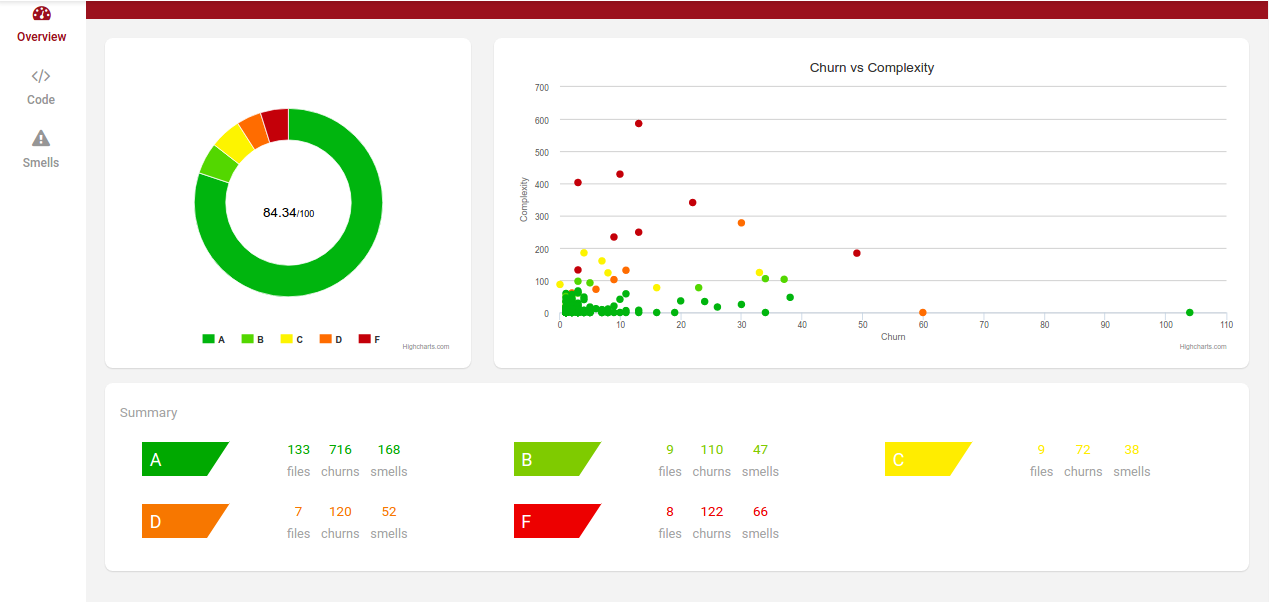 Overview
Code
Smells
84.34/100
A B C D F
Highcharts.com
Churn vs Complexity
Complexity
700
600
500
400
300
200
100
0
0 10 20 30 40 50 60 70 80 90 100 110
Churn
Highcharts.com
Summary
A 133 716 168
files churns smells
B 9 110 47
files churns smells
C 9 72 38
files churns smells
D 7 120 52
files churns smells
F 8 122 66
files churns smells